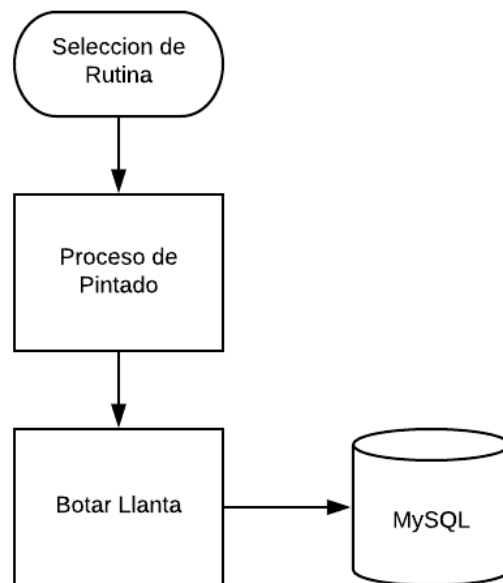 Seleccion de
Rutina
Proceso de
Pintado
Botar Llanta
MySQL